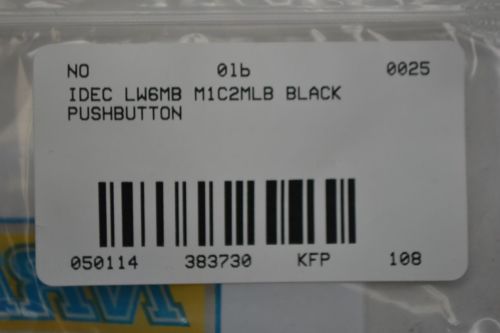 NO 01b 0025
IDEC LW6MB M1C2MLB BLACK
PUSHBUTTON
050114 383730 KFP 108